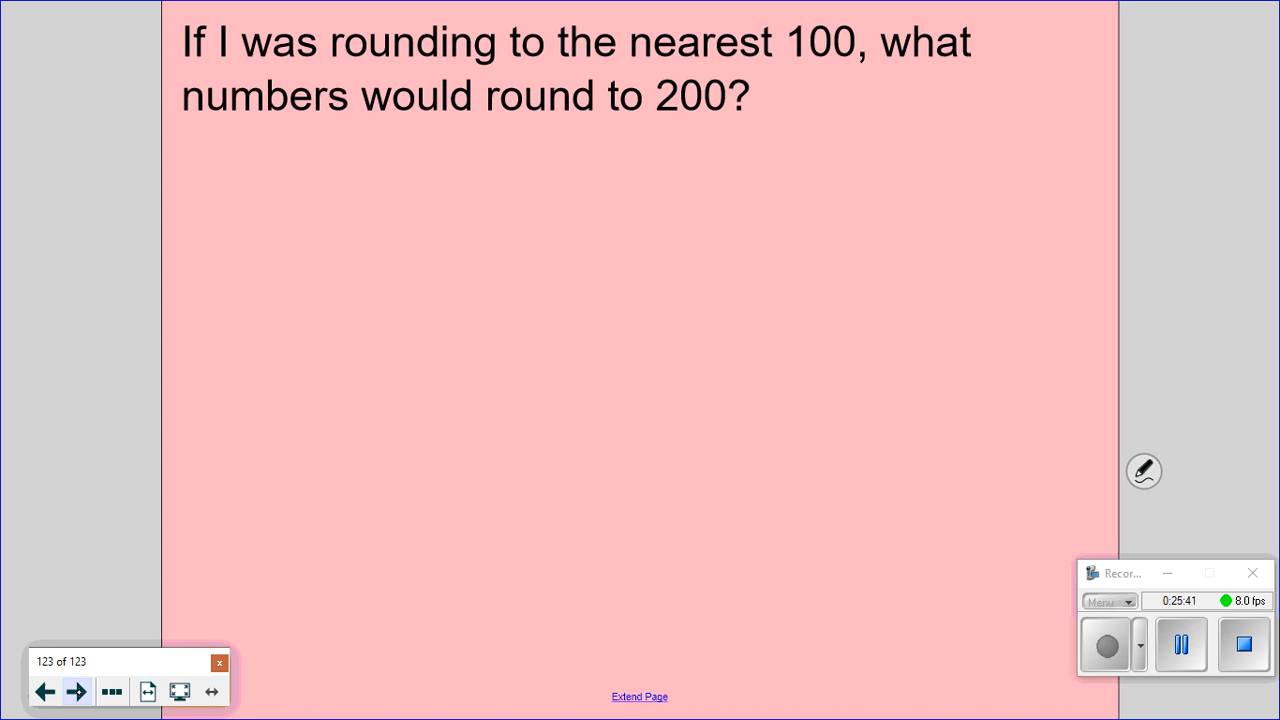 If I was rounding to the nearest 100, what
numbers would round to 200?
Recor...
Menu
0:25:41
8.0 fps
123 of 123
x
Extend Page